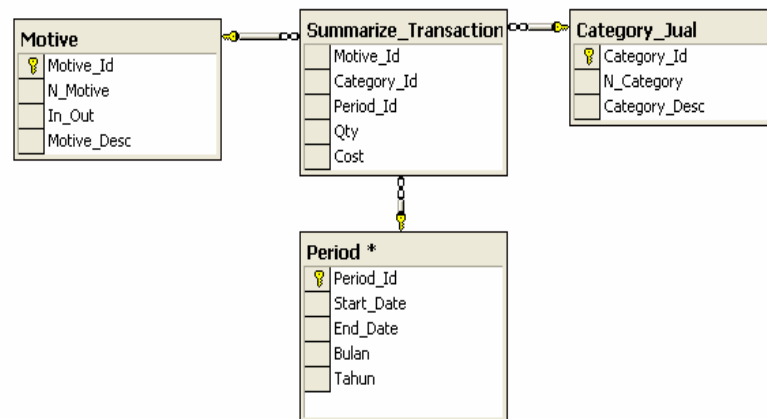 Motive
Motive_Id
N_Motive
In_Out
Motive_Desc
Summarize_Transaction
Motive_Id
Category_Id
Period_Id
Qty
Cost
Category_Jual
Category_Id
N_Category
Category_Desc
Period *
Period_Id
Start_Date
End_Date
Bulan
Tahun